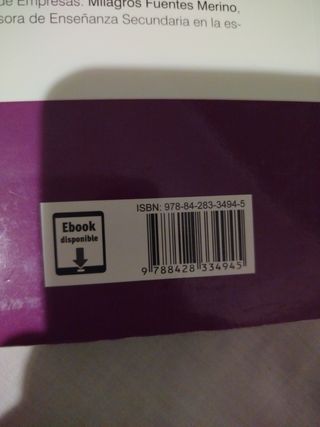 de Empresas. Milagros Fuentes Merino,
sora de Enseñanza Secundaria en la es-
ISBN: 978-84-283-3494-5
Ebook
disponible
9 788428 334945